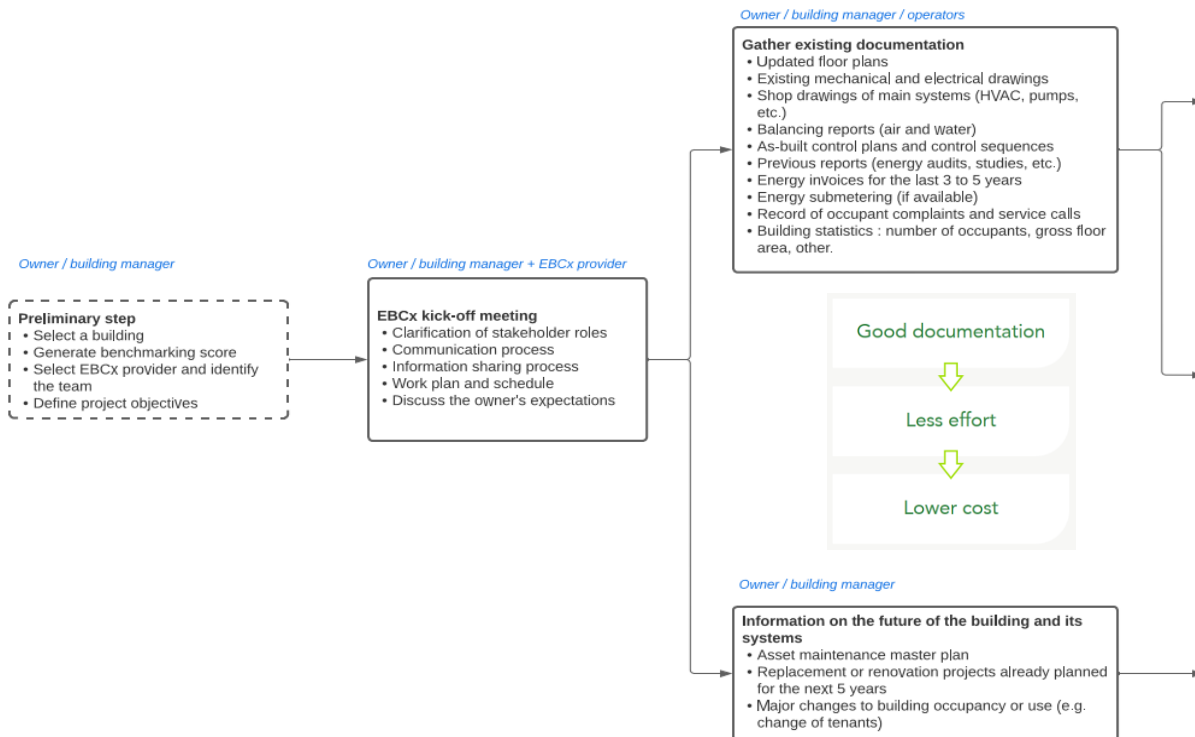 Owner / building manager
Preliminary step
• Select a building
• Generate benchmarking score
• Select EBCx provider and identify
the team
• Define project objectives
Owner / building manager + EBCx provider
EBCx kick-off meeting
• Clarification of stakeholder roles
• Communication process
• Information sharing process
• Work plan and schedule
• Discuss the owner's expectations
Owner / building manager / operators
Gather existing documentation
• Updated floor plans
• Existing mechanical and electrical drawings
• Shop drawings of main systems (HVAC, pumps,
etc.)
• Balancing reports (air and water)
• As-built control plans and control sequences
• Previous reports (energy audits, studies, etc.)
• Energy invoices for the last 3 to 5 years
• Energy submetering (if available)
• Record of occupant complaints and service calls
• Building statistics : number of occupants, gross floor
area, other.
Good documentation
Less effort
Lower cost
Owner / building manager
Information on the future of the building and its
systems
• Asset maintenance master plan
• Replacement or renovation projects already planned
for the next 5 years
• Major changes to building occupancy or use (e.g.
change of tenants)